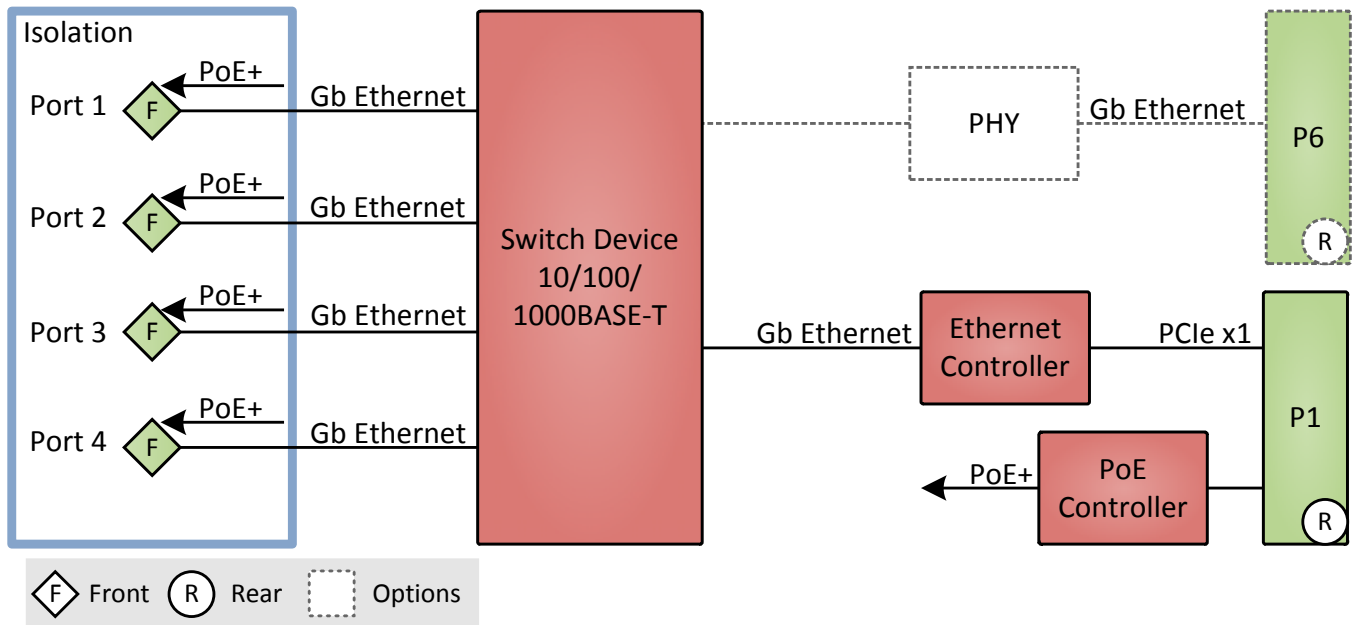 Isolation
PoE+
Port 1
F
Gb Ethernet
PoE+
Port 2
F
Gb Ethernet
PoE+
Port 3
F
Gb Ethernet
PoE+
Port 4
F
Gb Ethernet
Switch Device
10/100/
1000BASE-T
PHY
Gb Ethernet
P6
R
Gb Ethernet
Ethernet
Controller
PCIe x1
P1
PoE+
PoE
Controller
R
F Front
R Rear
Options